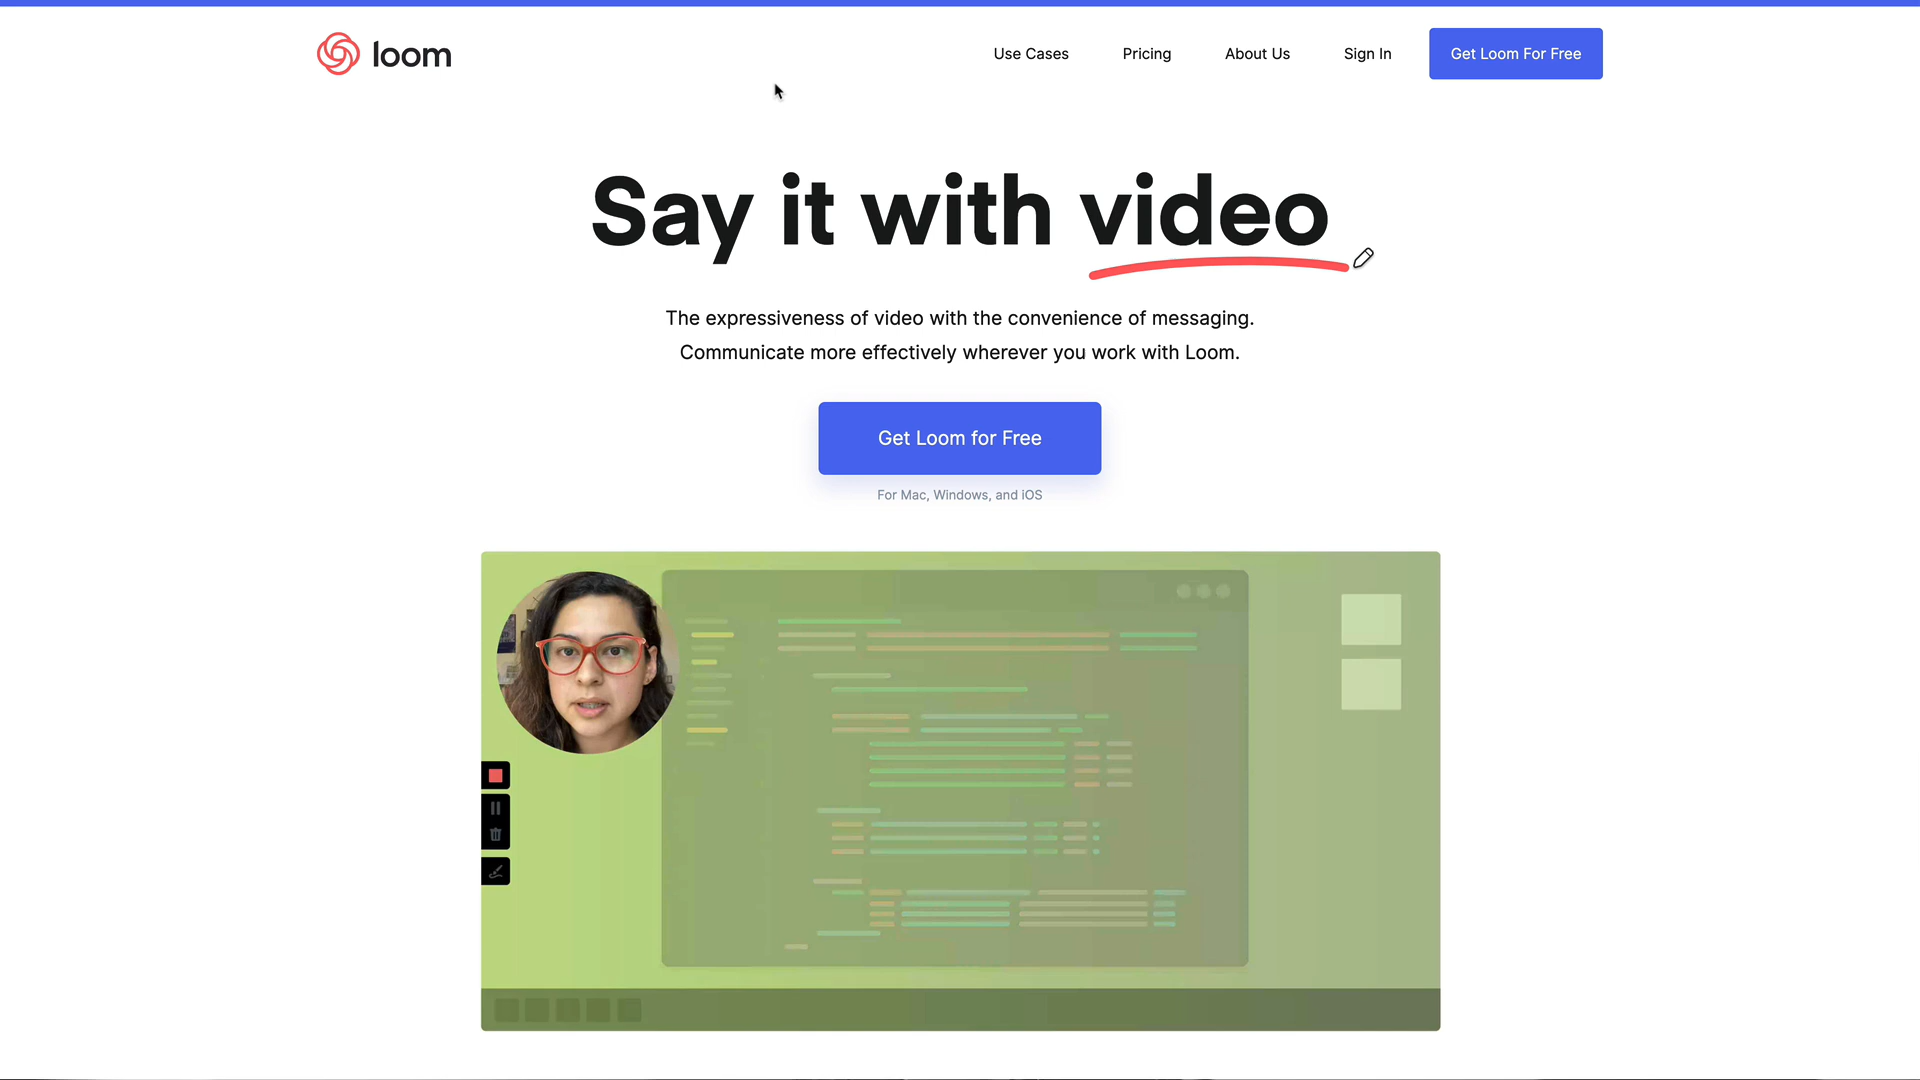 loom
Use Cases
Pricing
About Us
Sign In
Get Loom For Free
Say it with video
The expressiveness of video with the convenience of messaging.
Communicate more effectively wherever you work with Loom.
Get Loom for Free
For Mac, Windows, and iOS